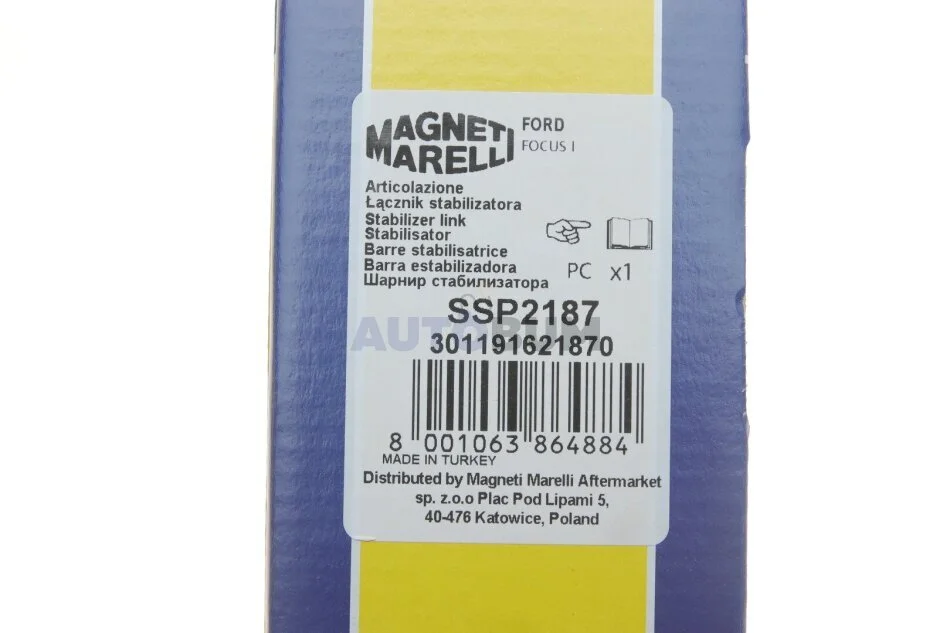 MAGNETI
MARELLI
FORD
FOCUS I
Articolazione
Łącznik stabilizatora
Stabilizer link
Stabilisator
Barre stabilisatrice
Barra estabilizadora
Шарнир стабилизатора
PC x1
SSP2187
AUTOBUM
301191621870
8 001063 864884
MADE IN TURKEY
Distributed by Magneti Marelli Aftermarket
sp. z.o.o Plac Pod Lipami 5,
40-476 Katowice, Poland